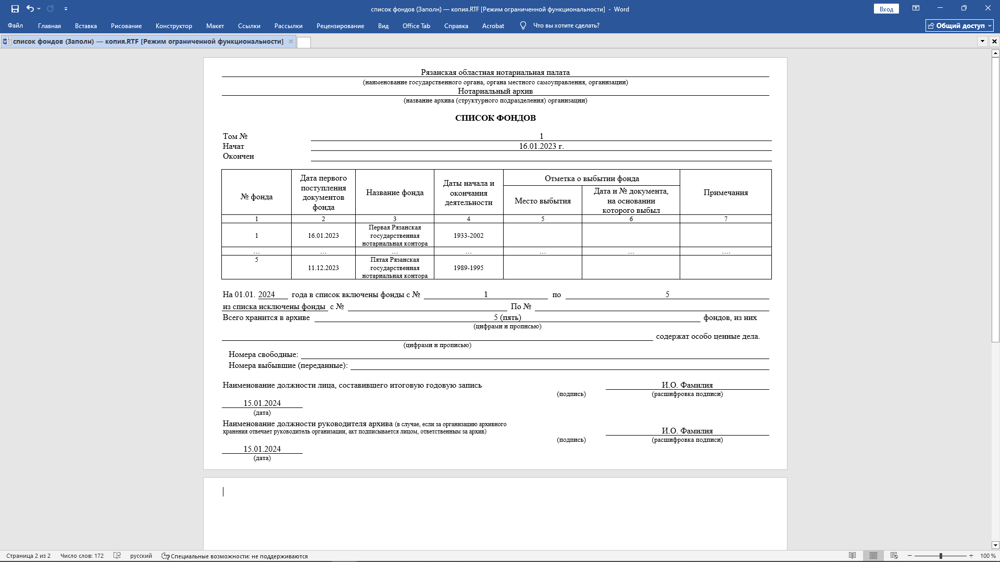 список фондов (Заполн) — копия.RTF [Режим ограниченной функциональности] - Word
Вход
Файл Главная Вставка Рисование Конструктор Макет Ссылки Рассылки Рецензирование Вид Office Tab Справка Acrobat Что вы хотите сделать? Общий доступ
список фондов (Заполн) — копия.RTF [Режим ограниченной функциональности]
Рязанская областная нотариальная палата
(наименование государственного органа, органа местного самоуправления, организации)
Нотариальный архив
(название архива (структурного подразделения) организации)
СПИСОК ФОНДОВ
Том № 1
Начат 16.01.2023 г.
Окончен
№ фонда
Дата первого
поступления
документов
фонда
Название фонда
Даты начала и
окончания
деятельности
Отметка о выбытии фонда
Место выбытия
Дата и № документа,
на основании
которого выбыл
Примечания
1 2 3 4 5 6 7
1
16.01.2023
Первая Рязанская
государственная
нотариальная контора
1933-2002
... ... ... ... ... ... ....
5
11.12.2023
Пятая Рязанская
государственная
нотариальная контора
1989-1995
На 01.01. 2024 года в список включены фонды с № 1 по 5
из списка исключены фонды с № По №
Всего хранится в архиве 5 (пять) фондов, из них
(цифрами и прописью)
содержат особо ценные дела.
(цифрами и прописью)
Номера свободные:
Номера выбывшие (переданные):
Наименование должности лица, составившего итоговую годовую запись И.О. Фамилия
(подпись) (расшифровка подписи)
15.01.2024
(дата)
Наименование должности руководителя архива (в случае, если за организацию архивного
хранения отвечает руководитель организации, акт подписывается лицом, ответственным за архив) И.О. Фамилия
(подпись) (расшифровка подписи)
15.01.2024
(дата)
Страница 2 из 2 Число слов: 172 русский Специальные возможности: не поддерживаются 100 %